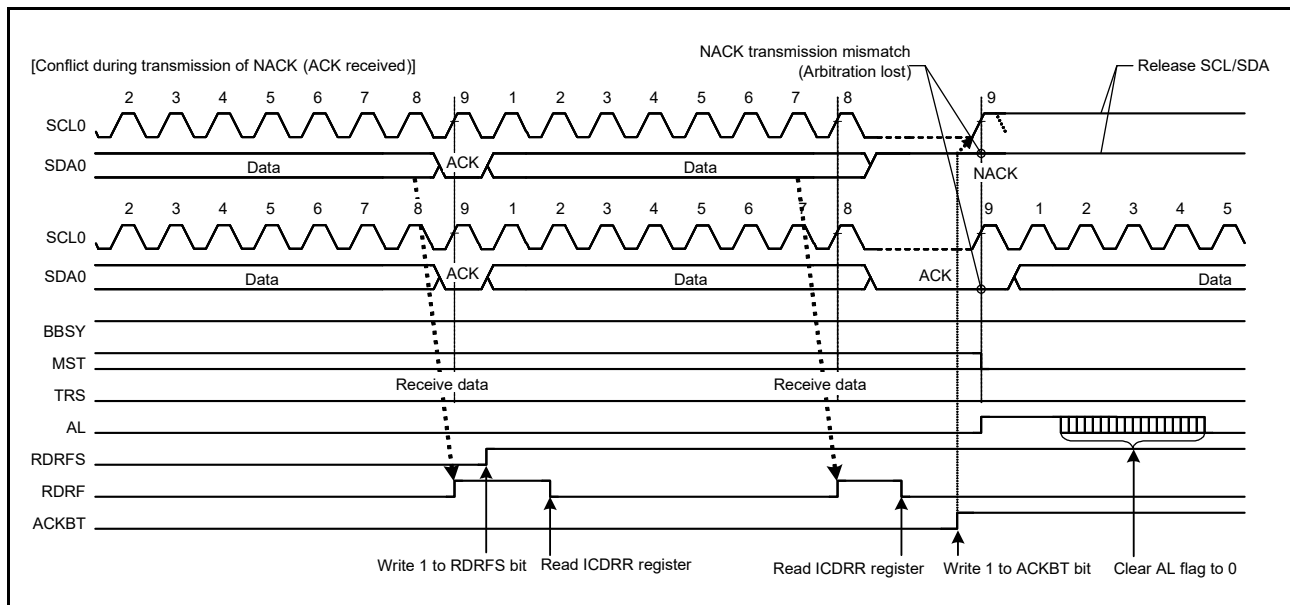 [Conflict during transmission of NACK (ACK received)]
NACK transmission mismatch
(Arbitration lost)
Release SCL/SDA
2 3 4 5 6 7 8 9 1 2 3 4 5 6 7 8 9
SCL0
SDA0 Data ACK Data NACK
2 3 4 5 6 7 8 9 1 2 3 4 5 6 7 8 9 1 2 3 4 5
SCL0
SDA0 Data ACK Data ACK Data
BBSY
MST
Receive data Receive data
TRS
AL
RDRFS
RDRF
ACKBT
Write 1 to RDRFS bit Read ICDRR register Read ICDRR register Write 1 to ACKBT bit Clear AL flag to 0